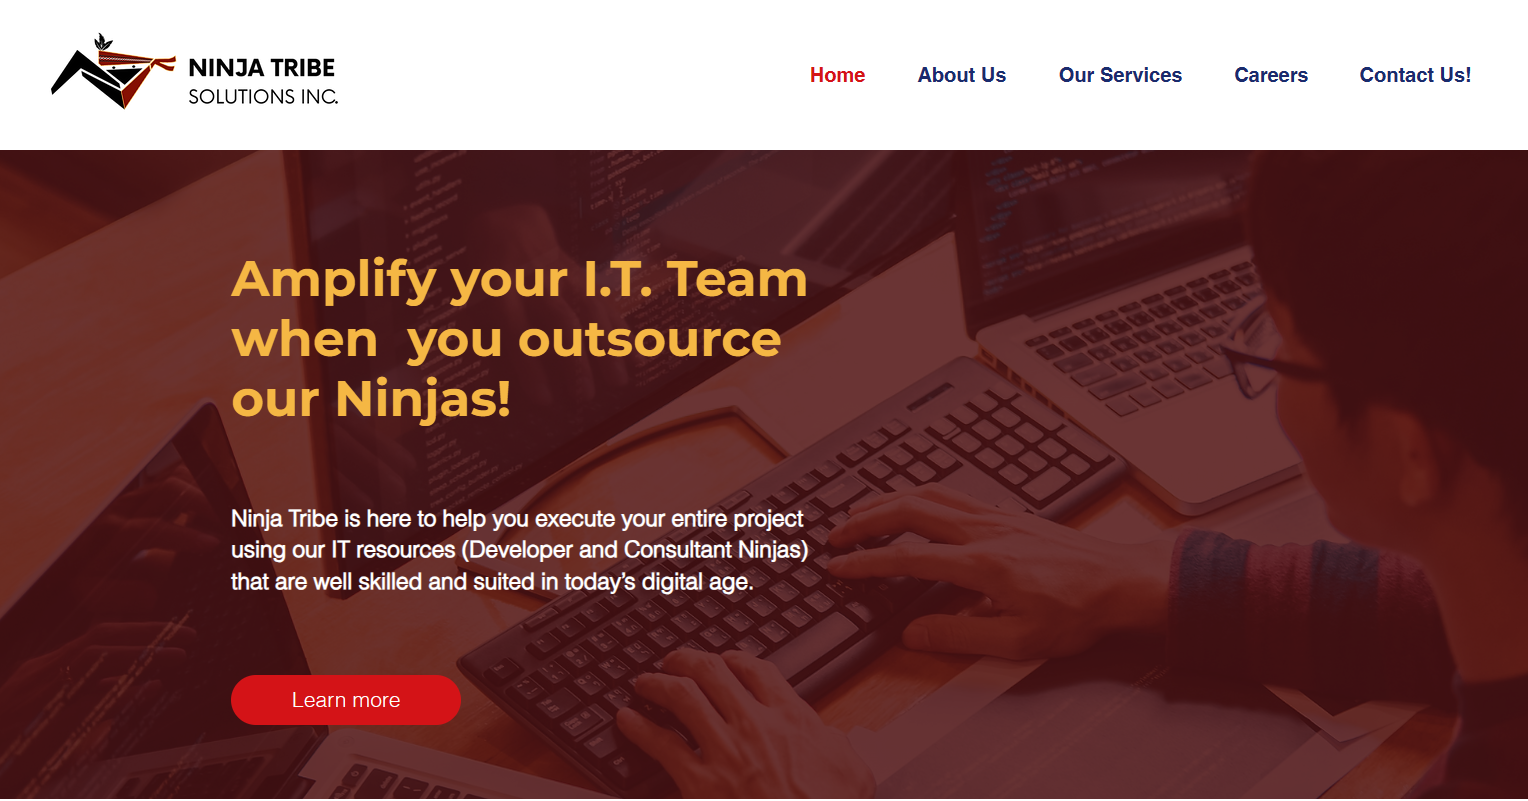 NINJA TRIBE
SOLUTIONS INC.
Home About Us Our Services Careers Contact Us!
Amplify your I.T. Team
when  you outsource
our Ninjas!
Ninja Tribe is here to help you execute your entire project
using our IT resources (Developer and Consultant Ninjas)
that are well skilled and suited in today’s digital age.
Learn more